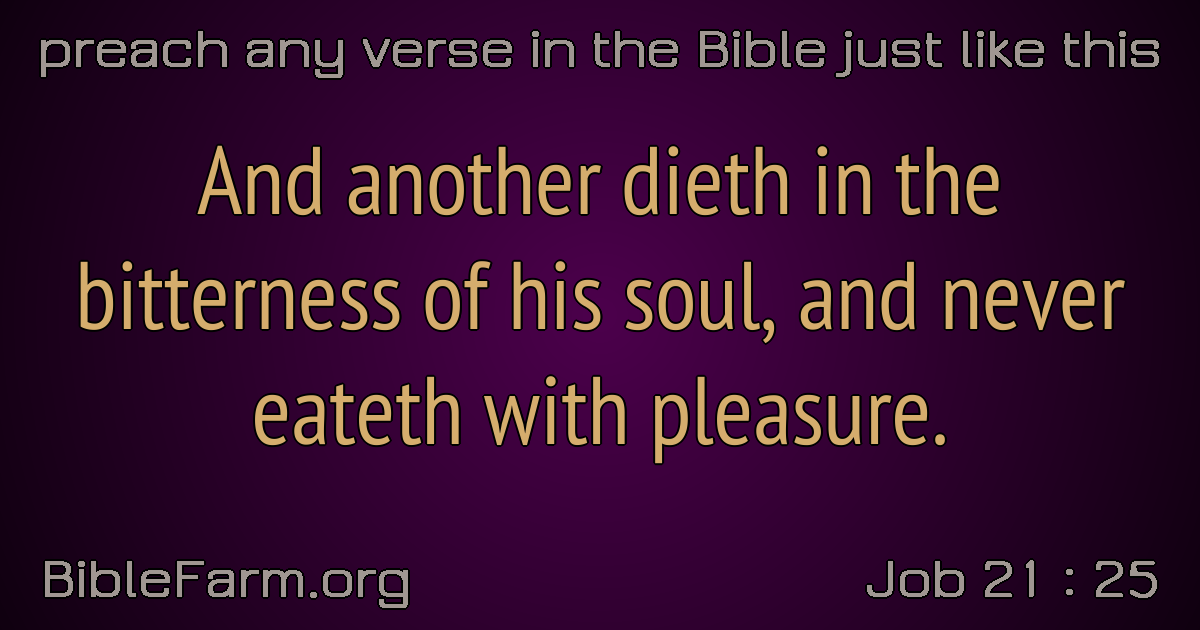 preach any verse in the Bible just like this
And another dieth in the
bitterness of his soul, and never
eateth with pleasure.
BibleFarm.org
Job 21 : 25